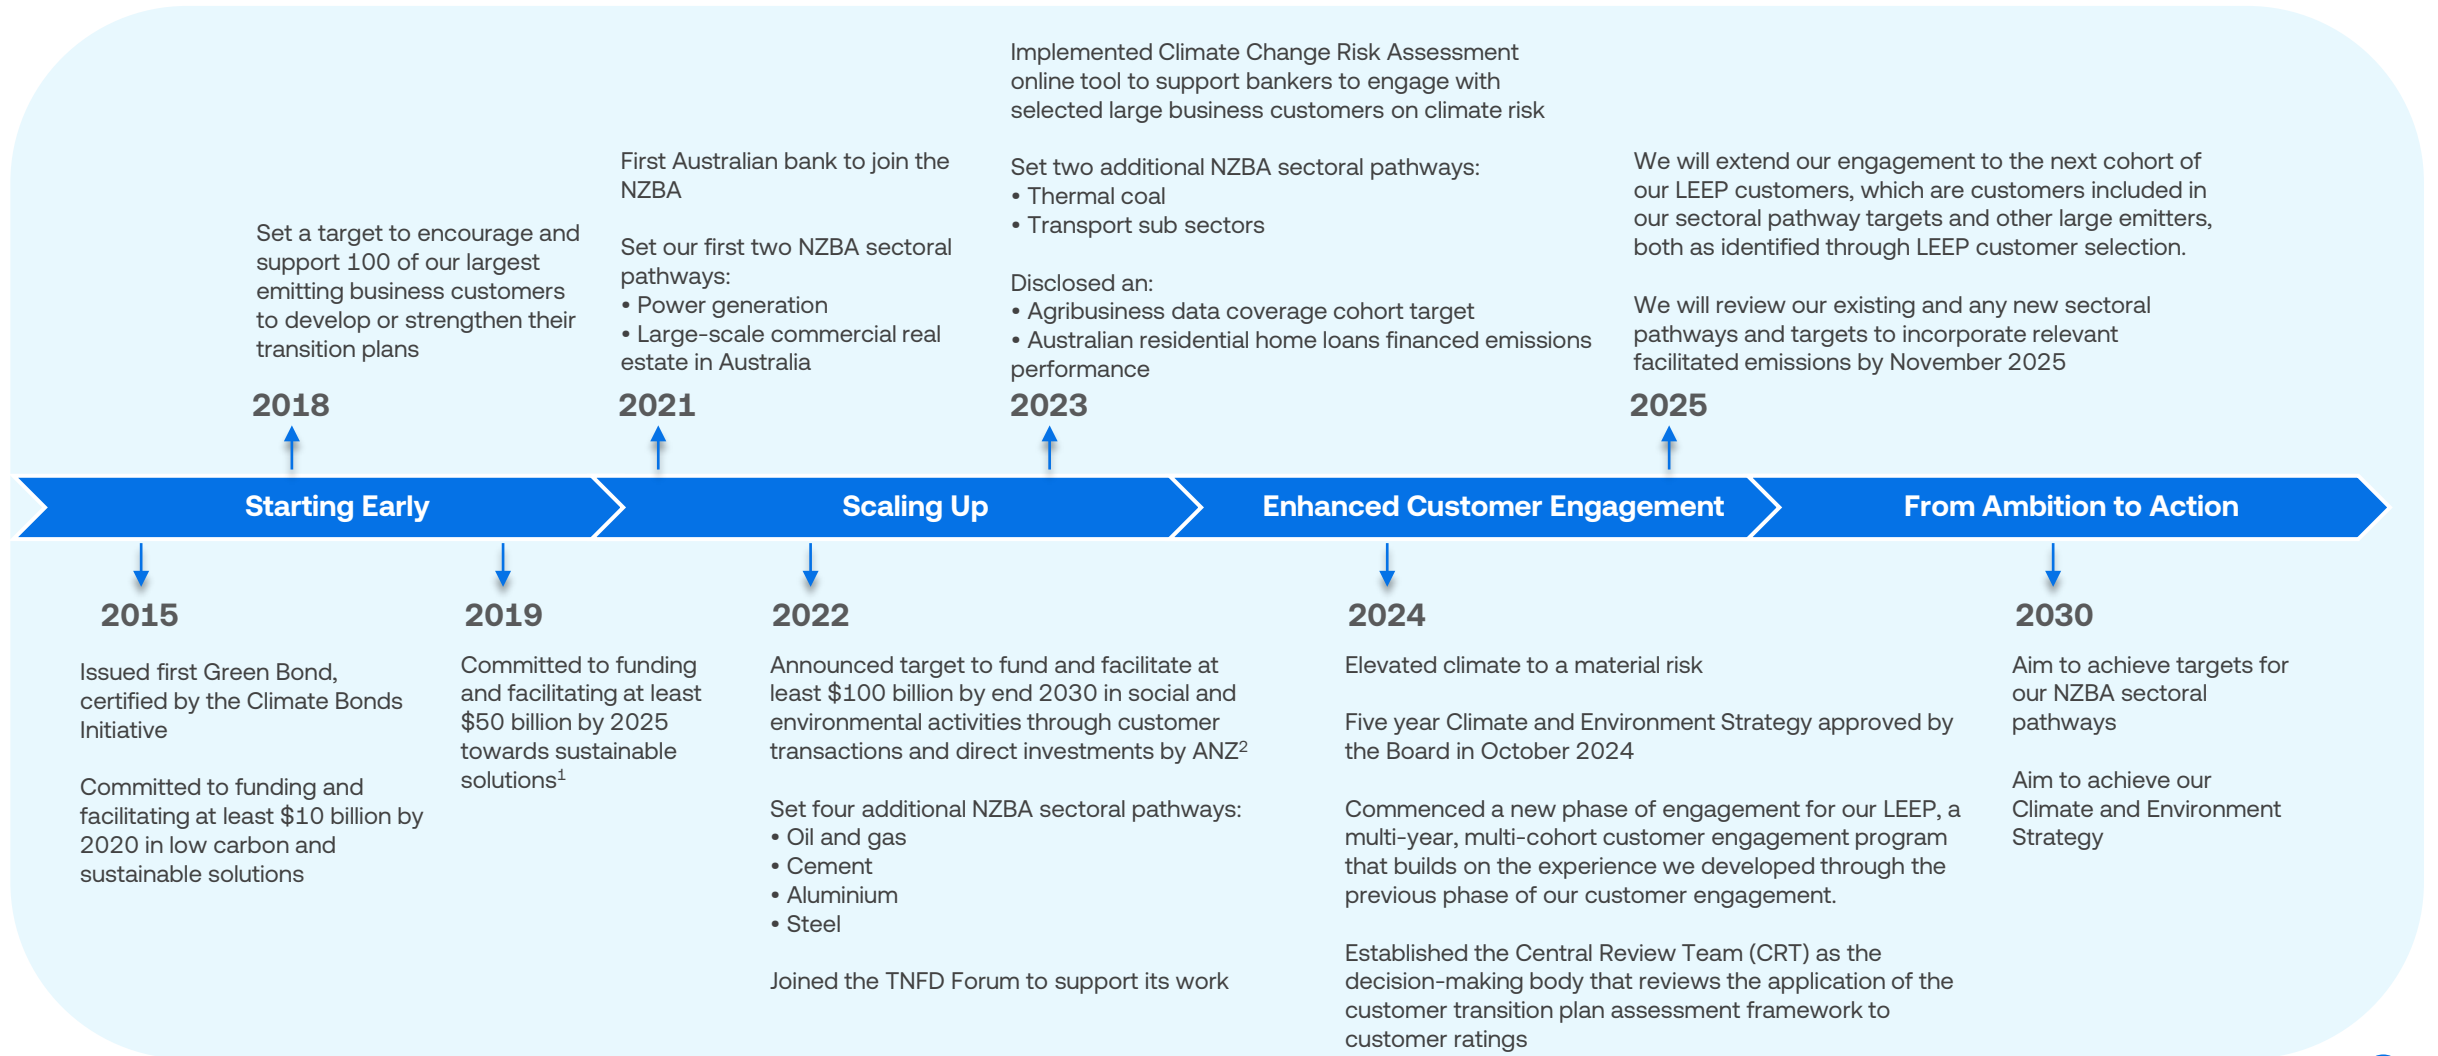 Implemented Climate Change Risk Assessment
online tool to support bankers to engage with
selected large business customers on climate risk
Set two additional NZBA sectoral pathways:
• Thermal coal
• Transport sub sectors
Disclosed an:
• Agribusiness data coverage cohort target
• Australian residential home loans financed emissions
performance
2023
First Australian bank to join the
NZBA
Set our first two NZBA sectoral
pathways:
• Power generation
• Large-scale commercial real
estate in Australia
2021
We will extend our engagement to the next cohort of
our LEEP customers, which are customers included in
our sectoral pathway targets and other large emitters,
both as identified through LEEP customer selection.
We will review our existing and any new sectoral
pathways and targets to incorporate relevant
facilitated emissions by November 2025
2025
Set a target to encourage and
support 100 of our largest
emitting business customers
to develop or strengthen their
transition plans
2018
Starting Early
Scaling Up
Enhanced Customer Engagement
From Ambition to Action
2015
Issued first Green Bond,
certified by the Climate Bonds
Initiative
Committed to funding and
facilitating at least $10 billion by
2020 in low carbon and
sustainable solutions
2019
Committed to funding
and facilitating at least
$50 billion by 2025
towards sustainable
solutions¹
2022
Announced target to fund and facilitate at
least $100 billion by end 2030 in social and
environmental activities through customer
transactions and direct investments by ANZ²
Set four additional NZBA sectoral pathways:
• Oil and gas
• Cement
• Aluminium
• Steel
Joined the TNFD Forum to support its work
2024
Elevated climate to a material risk
Five year Climate and Environment Strategy approved by
the Board in October 2024
Commenced a new phase of engagement for our LEEP, a
multi-year, multi-cohort customer engagement program
that builds on the experience we developed through the
previous phase of our customer engagement.
Established the Central Review Team (CRT) as the
decision-making body that reviews the application of the
customer transition plan assessment framework to
customer ratings
2030
Aim to achieve targets for
our NZBA sectoral
pathways
Aim to achieve our
Climate and Environment
Strategy